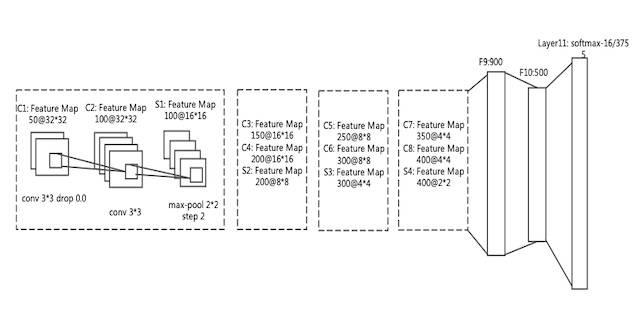 Layer11: softmax-16/375
5
F9:900
F10:500
C1: Feature Map
50@32*32
C2: Feature Map
100@32*32
S1: Feature Map
100@16*16
conv 3*3 drop 0.0
conv 3*3
max-pool 2*2
step 2
C3: Feature Map
150@16*16
C4: Feature Map
200@16*16
S2: Feature Map
200@8*8
C5: Feature Map
250@8*8
C6: Feature Map
300@8*8
S3: Feature Map
300@4*4
C7: Feature Map
350@4*4
C8: Feature Map
400@4*4
S4: Feature Map
400@2*2